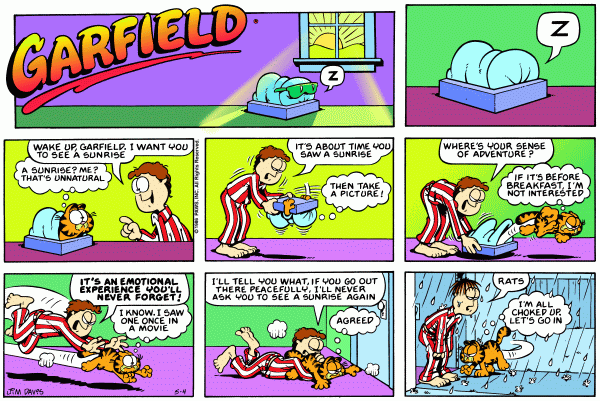 GARFIELD
®
Z
Z
WAKE UP, GARFIELD. I WANT YOU
TO SEE A SUNRISE
A SUNRISE? ME?
THAT'S UNNATURAL
IT'S ABOUT TIME YOU
SAW A SUNRISE
THEN TAKE
A PICTURE!
WHERE'S YOUR SENSE
OF ADVENTURE?
IF IT'S BEFORE
BREAKFAST, I'M
NOT INTERESTED
IT'S AN EMOTIONAL
EXPERIENCE YOU'LL
NEVER FORGET!
I KNOW. I SAW
ONE ONCE IN
A MOVIE
JIM DAVIS
5-4
I'LL TELL YOU WHAT, IF YOU GO OUT
THERE PEACEFULLY, I'LL NEVER
ASK YOU TO SEE A SUNRISE AGAIN
AGREED
RATS
I'M ALL
CHOKED UP.
LET'S GO IN